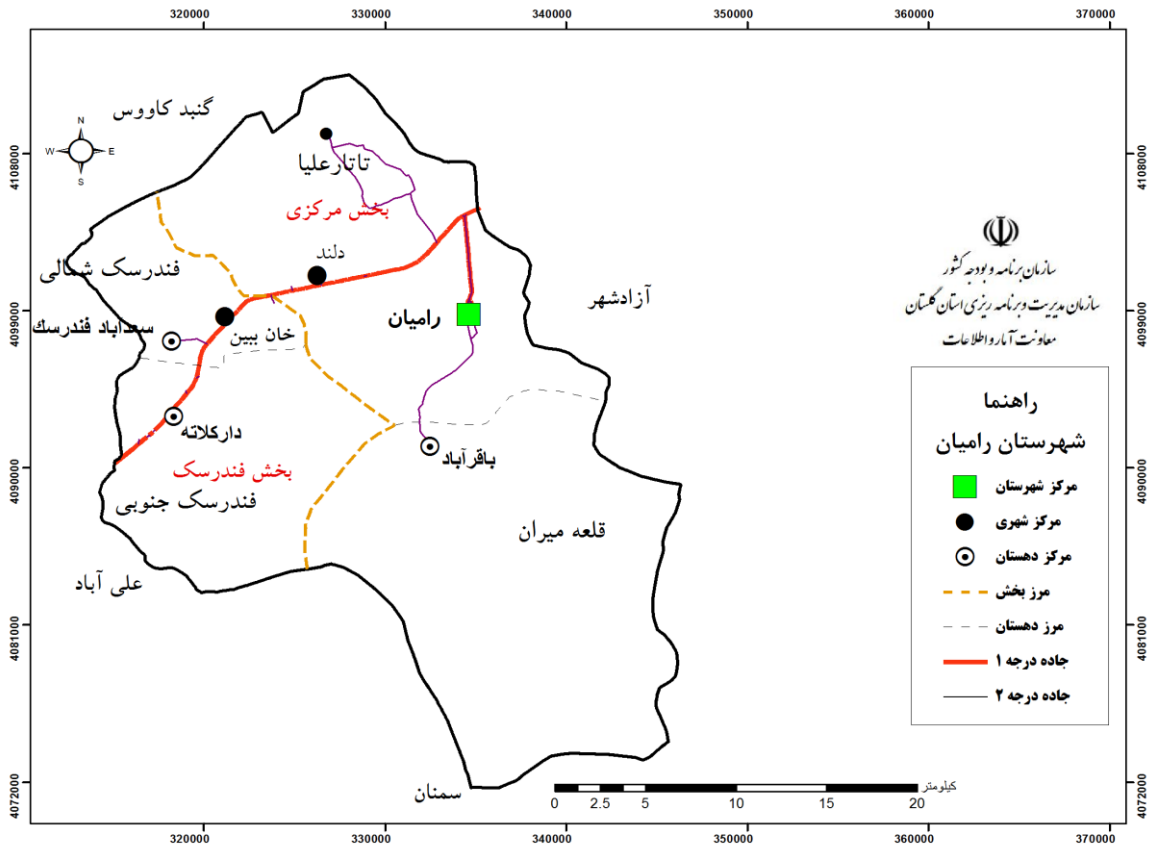 320000 330000 340000 350000 360000 370000
گنبد کاووس
N
W E
S
4108000 4108000
تاتارعلیا
بخش مرکزی
دلند
فندرسک شمالی
آزادشهر
سازمان برنامه و بودجه کشور
سازمان مدیریت و برنامه ریزی استان گلستان
معاونت آمار و اطلاعات
4099000 4099000
رامیان
سعدآباد فندرسک
خان ببین
دارکلاته
باقرآباد
بخش فندرسک
4090000 4090000
فندرسک جنوبی
قلعه میران
علی آباد
راهنما
شهرستان رامیان
مرکز شهرستان
مرکز شهری
مرکز دهستان
مرز بخش
مرز دهستان
جاده درجه ۱
جاده درجه ۲
4081000 4081000
4072000 4072000
سمنان
کیلومتر
0 2.5 5 10 15 20
320000 330000 340000 350000 360000 370000